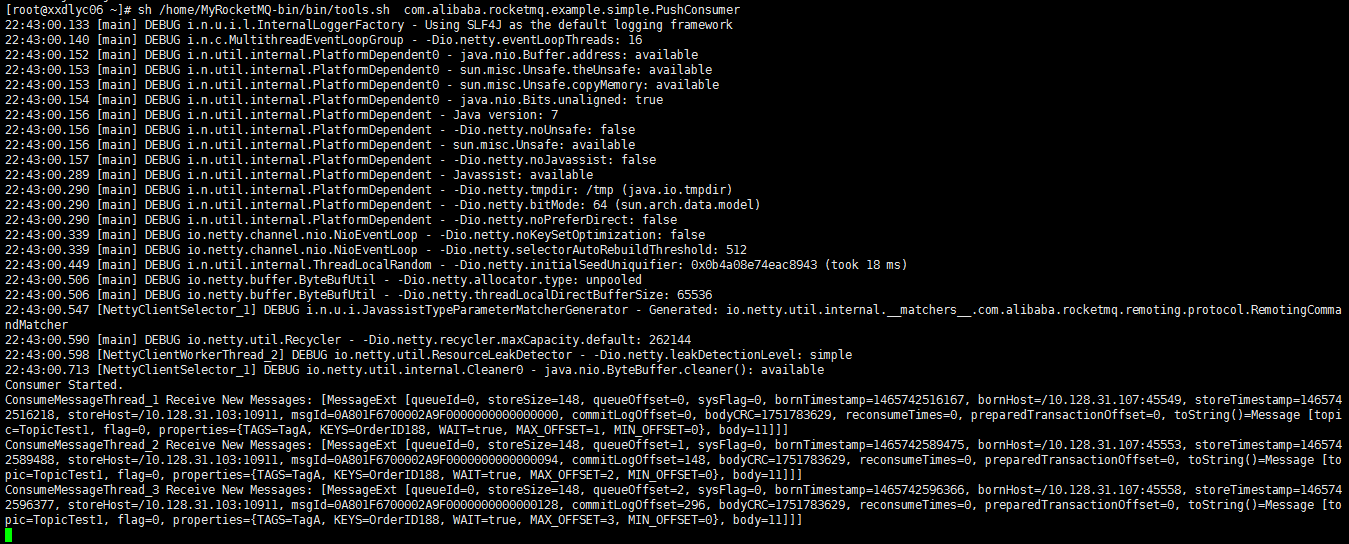 [root@xxdlyc06 ~]# sh /home/MyRocketMQ-bin/bin/tools.sh  com.alibaba.rocketmq.example.simple.PushConsumer
22:43:00.133 [main] DEBUG i.n.u.i.l.InternalLoggerFactory - Using SLF4J as the default logging framework
22:43:00.140 [main] DEBUG i.n.c.MultithreadEventLoopGroup - -Dio.netty.eventLoopThreads: 16
22:43:00.152 [main] DEBUG i.n.util.internal.PlatformDependent0 - java.nio.Buffer.address: available
22:43:00.153 [main] DEBUG i.n.util.internal.PlatformDependent0 - sun.misc.Unsafe.theUnsafe: available
22:43:00.153 [main] DEBUG i.n.util.internal.PlatformDependent0 - sun.misc.Unsafe.copyMemory: available
22:43:00.154 [main] DEBUG i.n.util.internal.PlatformDependent0 - java.nio.Bits.unaligned: true
22:43:00.156 [main] DEBUG i.n.util.internal.PlatformDependent - Java version: 7
22:43:00.156 [main] DEBUG i.n.util.internal.PlatformDependent - -Dio.netty.noUnsafe: false
22:43:00.156 [main] DEBUG i.n.util.internal.PlatformDependent - sun.misc.Unsafe: available
22:43:00.157 [main] DEBUG i.n.util.internal.PlatformDependent - -Dio.netty.noJavassist: false
22:43:00.289 [main] DEBUG i.n.util.internal.PlatformDependent - Javassist: available
22:43:00.290 [main] DEBUG i.n.util.internal.PlatformDependent - -Dio.netty.tmpdir: /tmp (java.io.tmpdir)
22:43:00.290 [main] DEBUG i.n.util.internal.PlatformDependent - -Dio.netty.bitMode: 64 (sun.arch.data.model)
22:43:00.290 [main] DEBUG i.n.util.internal.PlatformDependent - -Dio.netty.noPreferDirect: false
22:43:00.339 [main] DEBUG io.netty.channel.nio.NioEventLoop - -Dio.netty.noKeySetOptimization: false
22:43:00.339 [main] DEBUG io.netty.channel.nio.NioEventLoop - -Dio.netty.selectorAutoRebuildThreshold: 512
22:43:00.449 [main] DEBUG i.n.util.internal.ThreadLocalRandom - -Dio.netty.initialSeedUniquifier: 0x0b4a08e74eac8943 (took 18 ms)
22:43:00.506 [main] DEBUG io.netty.buffer.ByteBufUtil - -Dio.netty.allocator.type: unpooled
22:43:00.506 [main] DEBUG io.netty.buffer.ByteBufUtil - -Dio.netty.threadLocalDirectBufferSize: 65536
22:43:00.547 [NettyClientSelector_1] DEBUG i.n.u.i.JavassistTypeParameterMatcherGenerator - Generated: io.netty.util.internal.__matchers__.com.alibaba.rocketmq.remoting.protocol.RemotingComma
ndMatcher
22:43:00.590 [main] DEBUG io.netty.util.Recycler - -Dio.netty.recycler.maxCapacity.default: 262144
22:43:00.598 [NettyClientWorkerThread_2] DEBUG io.netty.util.ResourceLeakDetector - -Dio.netty.leakDetectionLevel: simple
22:43:00.713 [NettyClientSelector_1] DEBUG io.netty.util.internal.Cleaner0 - java.nio.ByteBuffer.cleaner(): available
Consumer Started.
ConsumeMessageThread_1 Receive New Messages: [MessageExt [queueId=0, storeSize=148, queueOffset=0, sysFlag=0, bornTimestamp=1465742516167, bornHost=/10.128.31.107:45549, storeTimestamp=146574
2516218, storeHost=/10.128.31.103:10911, msgId=0A801F6700002A9F0000000000000000, commitLogOffset=0, bodyCRC=1751783629, reconsumeTimes=0, preparedTransactionOffset=0, toString()=Message [topi
c=TopicTest1, flag=0, properties={TAGS=TagA, KEYS=OrderID188, WAIT=true, MAX_OFFSET=1, MIN_OFFSET=0}, body=11]]]
ConsumeMessageThread_2 Receive New Messages: [MessageExt [queueId=0, storeSize=148, queueOffset=1, sysFlag=0, bornTimestamp=1465742589475, bornHost=/10.128.31.107:45553, storeTimestamp=146574
2589488, storeHost=/10.128.31.103:10911, msgId=0A801F6700002A9F0000000000000094, commitLogOffset=148, bodyCRC=1751783629, reconsumeTimes=0, preparedTransactionOffset=0, toString()=Message [to
pic=TopicTest1, flag=0, properties={TAGS=TagA, KEYS=OrderID188, WAIT=true, MAX_OFFSET=2, MIN_OFFSET=0}, body=11]]]
ConsumeMessageThread_3 Receive New Messages: [MessageExt [queueId=0, storeSize=148, queueOffset=2, sysFlag=0, bornTimestamp=1465742596366, bornHost=/10.128.31.107:45558, storeTimestamp=146574
2596377, storeHost=/10.128.31.103:10911, msgId=0A801F6700002A9F0000000000000128, commitLogOffset=296, bodyCRC=1751783629, reconsumeTimes=0, preparedTransactionOffset=0, toString()=Message [to
pic=TopicTest1, flag=0, properties={TAGS=TagA, KEYS=OrderID188, WAIT=true, MAX_OFFSET=3, MIN_OFFSET=0}, body=11]]]